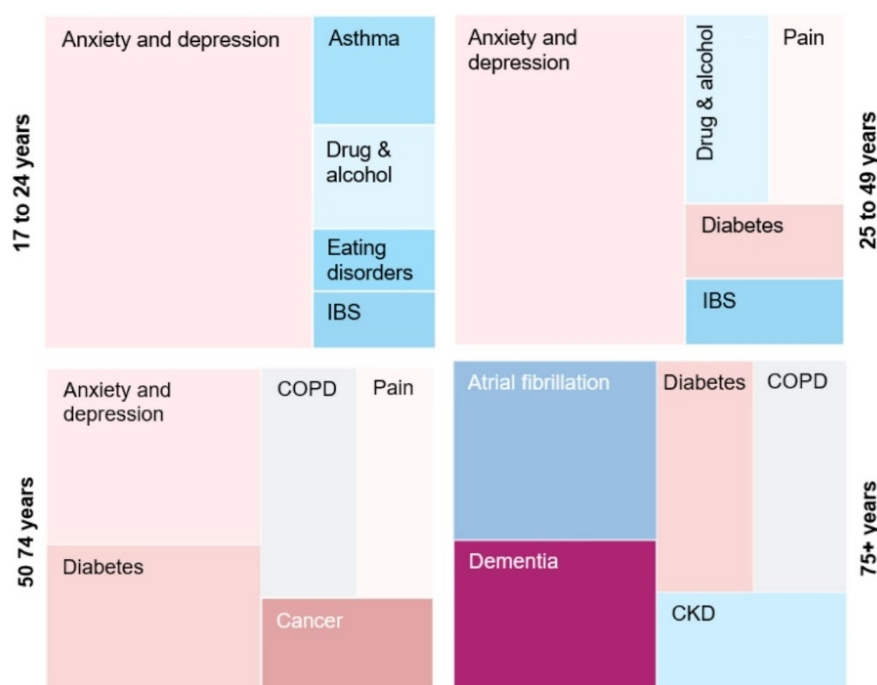 17 to 24 years
Anxiety and depression
Asthma
Drug &
alcohol
Eating
disorders
IBS
25 to 49 years
Anxiety and
depression
Drug & alcohol
Pain
Diabetes
IBS
50 74 years
Anxiety and
depression
COPD
Pain
Diabetes
Cancer
75+ years
Atrial fibrillation
Diabetes
COPD
Dementia
CKD